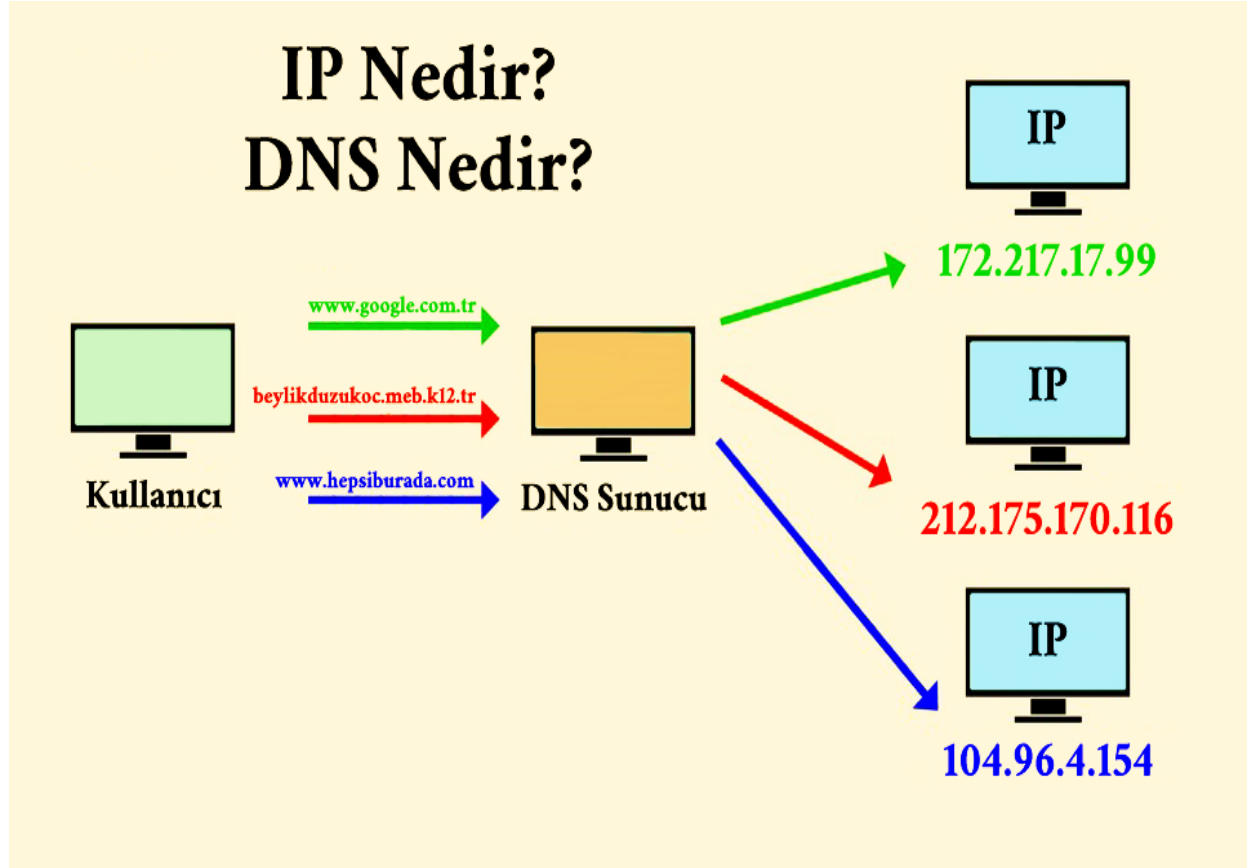 IP Nedir?
DNS Nedir?
www.google.com.tr
beylikduzukoc.meb.k12.tr
www.hepsiburada.com
Kullanıcı
DNS Sunucu
IP
172.217.17.99
IP
212.175.170.116
IP
104.96.4.154